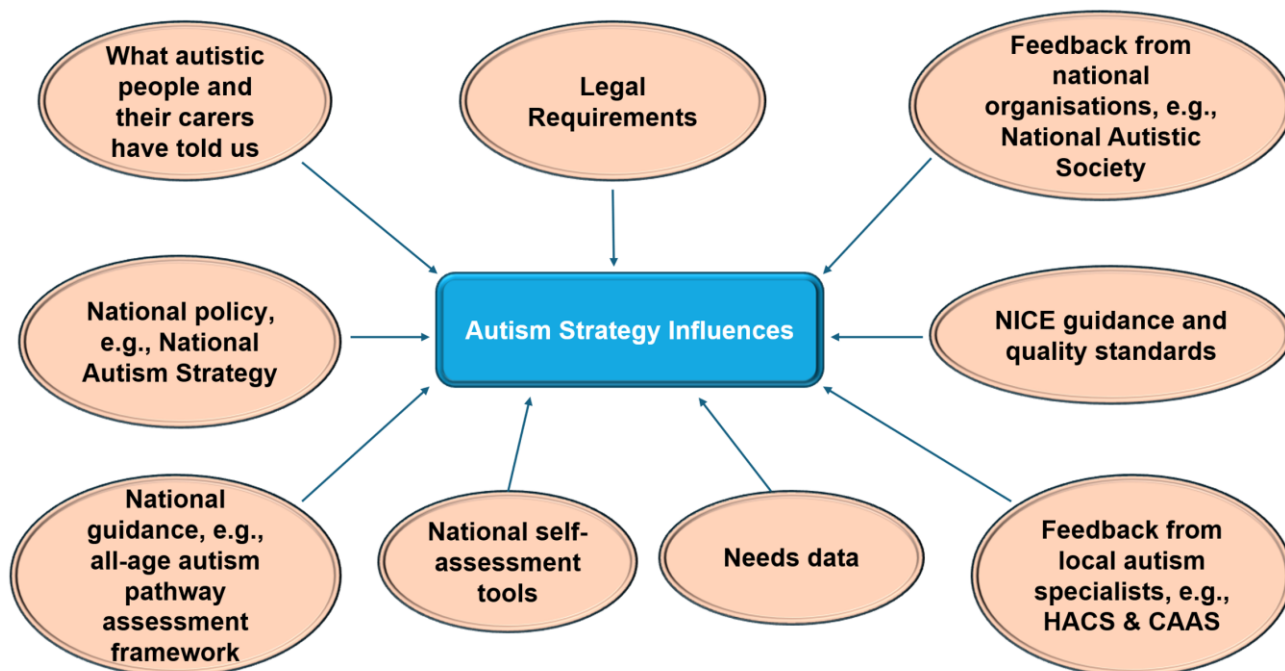 What autistic
people and
their carers
have told us
Legal
Requirements
Feedback from
national
organisations, e.g.,
National Autistic
Society
National policy,
e.g., National
Autism Strategy
Autism Strategy Influences
NICE guidance and
quality standards
National
guidance, e.g.,
all-age autism
pathway
assessment
framework
National self-
assessment
tools
Needs data
Feedback from
local autism
specialists, e.g.,
HACS & CAAS